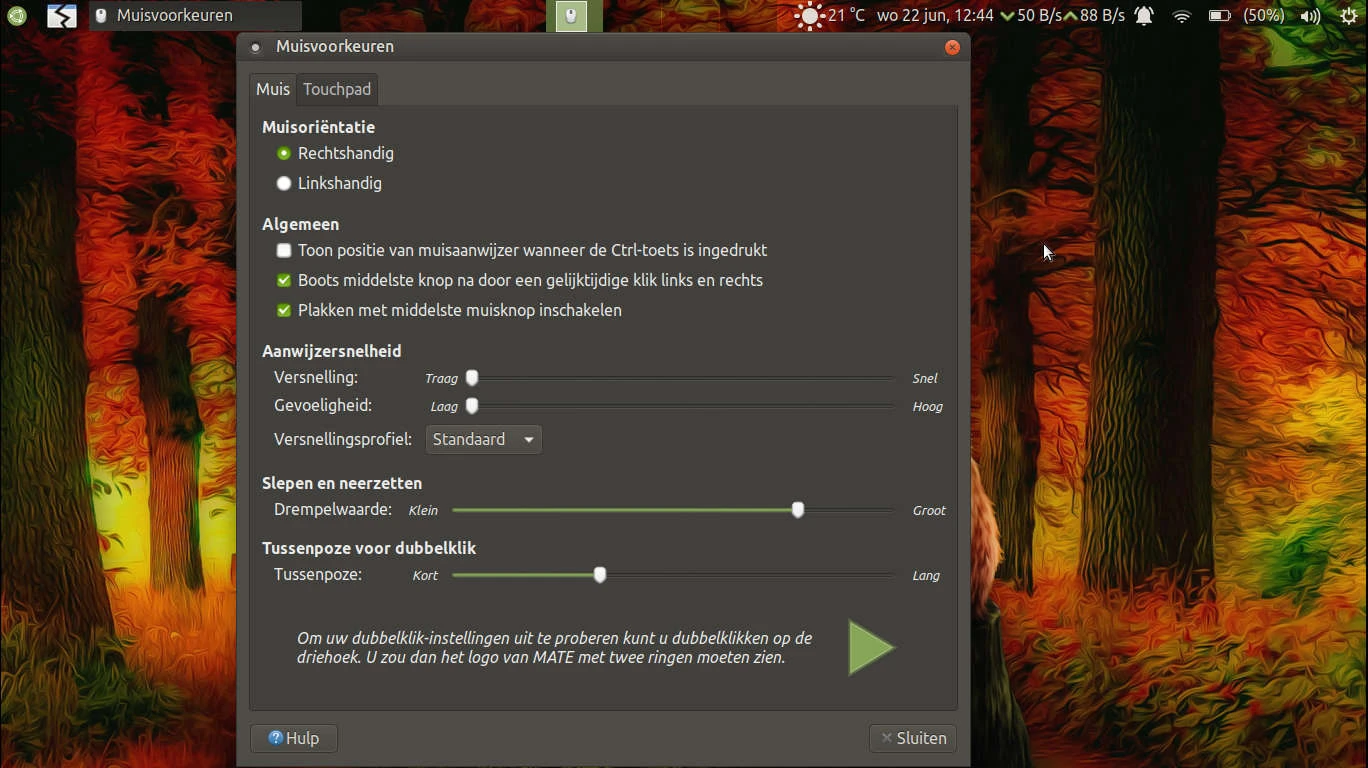 Muisvoorkeuren 21 °C wo 22 jun, 12:44 50 B/s 88 B/s (50%)
Muisvoorkeuren
Muis Touchpad
Muisoriëntatie
Rechtshandig
Linkshandig
Algemeen
Toon positie van muisaanwijzer wanneer de Ctrl-toets is ingedrukt
Boots middelste knop na door een gelijktijdige klik links en rechts
Plakken met middelste muisknop inschakelen
Aanwijzersnelheid
Versnelling: Traag Snel
Gevoeligheid: Laag Hoog
Versnellingsprofiel: Standaard
Slepen en neerzetten
Drempelwaarde: Klein Groot
Tussenpoze voor dubbelklik
Tussenpoze: Kort Lang
Om uw dubbelklik-instellingen uit te proberen kunt u dubbelklikken op de
driehoek. U zou dan het logo van MATE met twee ringen moeten zien.
Hulp Sluiten